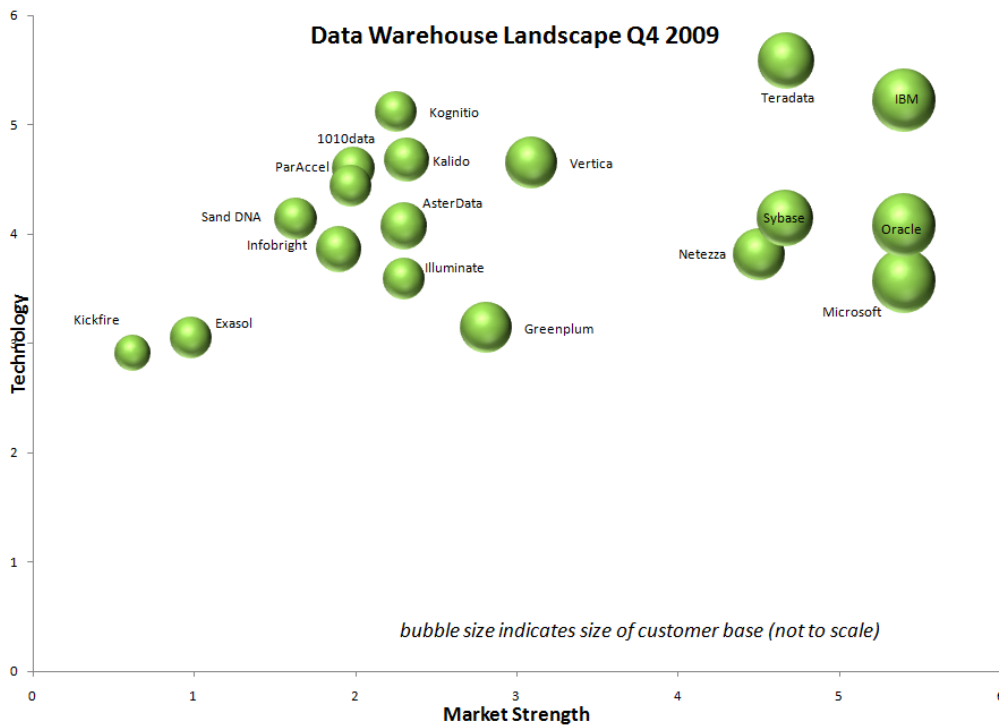 6
Data Warehouse Landscape Q4 2009
Teradata
IBM
5
Kognitio
1010data
ParAccel
Kalido
Vertica
Sand DNA
AsterData
Sybase
Oracle
4
Infobright
Illuminate
Netezza
Microsoft
Kickfire
Exasol
Greenplum
3
Technology
2
1
bubble size indicates size of customer base (not to scale)
0
0 1 2 3 4 5 6
Market Strength